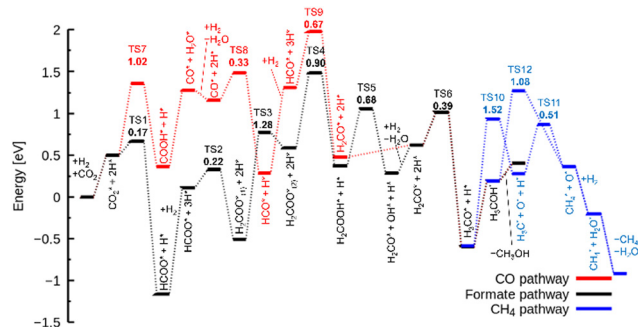 Energy [eV]
2
1.5
1
0.5
0
−0.5
−1
−1.5
+H₂
+CO₂
CO₂* + 2H*
TS7
1.02
TS1
0.17
COOH* + H*
HCOO* + H*
+H₂
CO* + H₂O*
HCOO* + 3H*
+H₂
−H₂O
CO* + 2H*
TS2
0.22
TS8
0.33
H₂COO*(1) + 2H*
TS3
1.28
HCO* + H*
+H₂
HCO* + 3H*
H₂COO*(2) + 2H*
TS9
0.67
TS4
0.90
H₂CO* + 2H*
H₂COOH* + H*
TS5
0.68
H₂CO* + OH* + H*
+H₂
−H₂O
H₂CO* + 2H*
TS6
0.39
H₃CO* + H*
TS10
1.52
H₃COH*
−CH₃OH
TS12
1.08
H₃C* + O* + H*
TS11
0.51
CH₄* + O*
+H₂
CH₄* + H₂O*
−CH₄
−H₂O
CO pathway
Formate pathway
CH₄ pathway